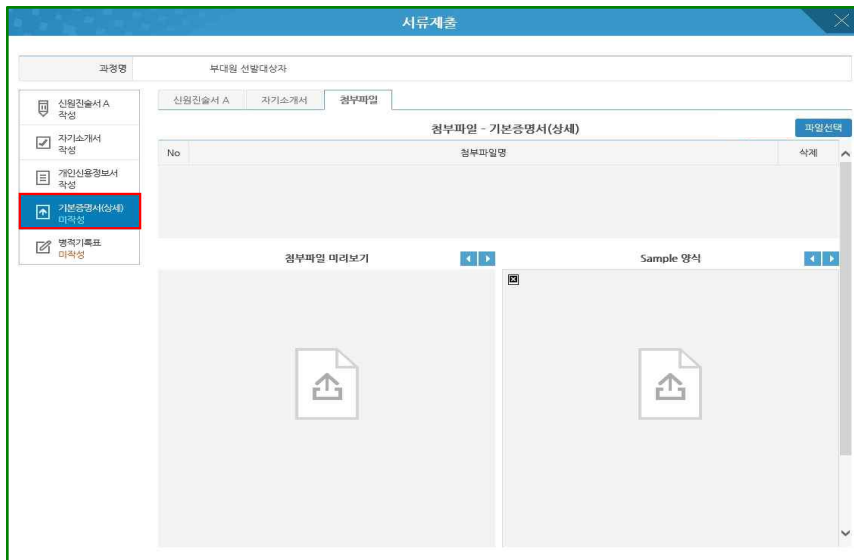 서류제출
과정명 부대원 선발대상자
신원진술서 A
작성
자기소개서
작성
개인신용정보서
작성
기본증명서(상세)
미작성
병적기록표
미작성
신원진술서 A 자기소개서 첨부파일
첨부파일 - 기본증명서(상세) 파일선택
No 첨부파일명 삭제
첨부파일 미리보기 Sample 양식